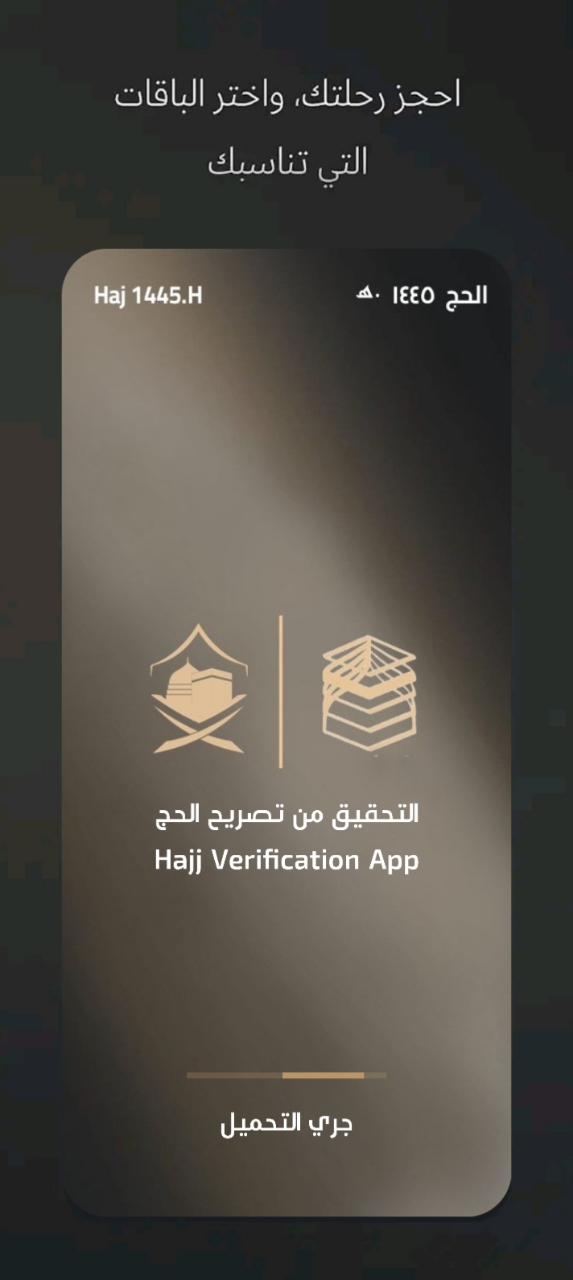 احجز رحلتك، واختر الباقات
التي تناسبك
Haj 1445.H
الحج ١٤٤٥ هـ.
التحقيق من تصريح الحج
Hajj Verification App
جري التحميل